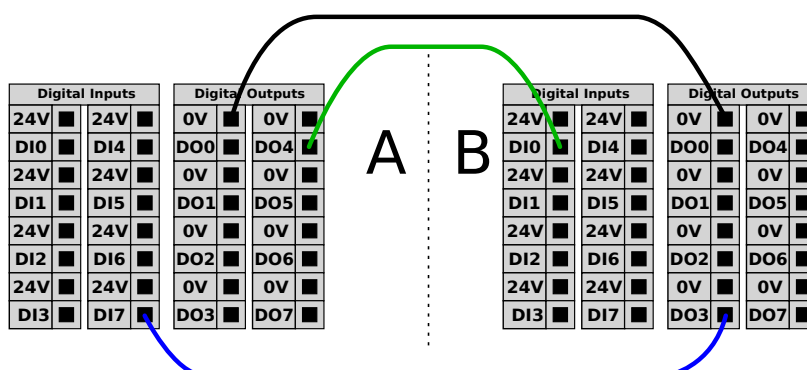 Digital Inputs Digital Outputs Digital Inputs Digital Outputs
24V 24V 0V 0V 24V 24V 0V 0V
DI0 DI4 DO0 DO4 A B DI0 DI4 DO0 DO4
24V 24V 0V 0V 24V 24V 0V 0V
DI1 DI5 DO1 DO5 DI1 DI5 DO1 DO5
24V 24V 0V 0V 24V 24V 0V 0V
DI2 DI6 DO2 DO6 DI2 DI6 DO2 DO6
24V 24V 0V 0V 24V 24V 0V 0V
DI3 DI7 DO3 DO7 DI3 DI7 DO3 DO7